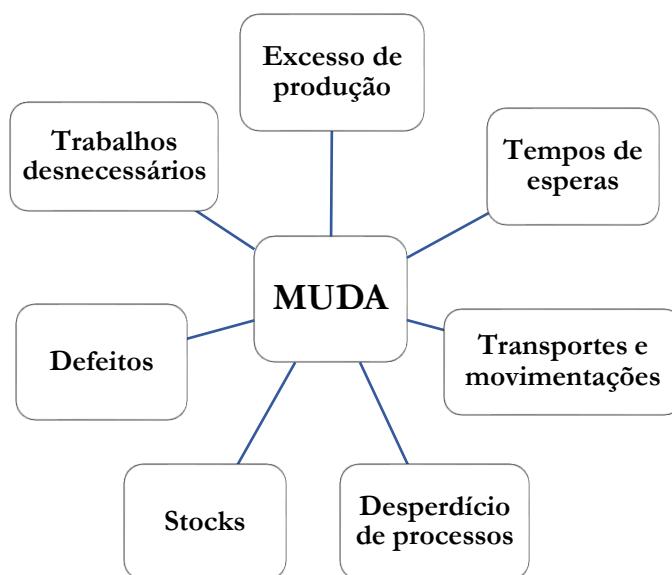 Excesso de
produção
Trabalhos
desnecessários
Tempos de
esperas
MUDA
Defeitos
Transportes e
movimentações
Stocks
Desperdício
de processos